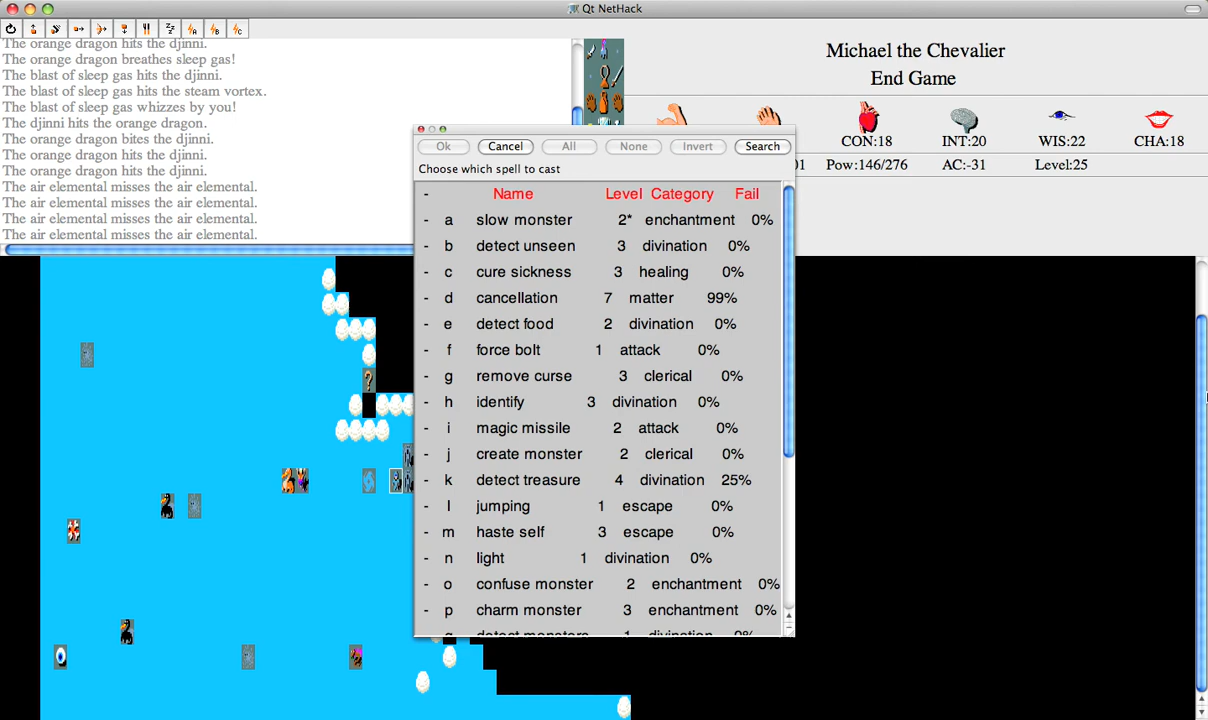 Qt NetHack
A
B
C
The orange dragon hits the djinni.
The orange dragon breathes sleep gas!
The blast of sleep gas hits the djinni.
The blast of sleep gas hits the steam vortex.
The blast of sleep gas whizzes by you!
The djinni hits the orange dragon.
The orange dragon bites the djinni.
The orange dragon hits the djinni.
The orange dragon hits the djinni.
The air elemental misses the air elemental.
The air elemental misses the air elemental.
The air elemental misses the air elemental.
The air elemental misses the air elemental.
Michael the Chevalier
End Game
CON:18 INT:20 WIS:22 CHA:18
01 Pow:146/276 AC:-31 Level:25
Ok Cancel All None Invert Search
Choose which spell to cast
- Name Level Category Fail
- a slow monster 2* enchantment 0%
- b detect unseen 3 divination 0%
- c cure sickness 3 healing 0%
- d cancellation 7 matter 99%
- e detect food 2 divination 0%
- f force bolt 1 attack 0%
- g remove curse 3 clerical 0%
- h identify 3 divination 0%
- i magic missile 2 attack 0%
- j create monster 2 clerical 0%
- k detect treasure 4 divination 25%
- l jumping 1 escape 0%
- m haste self 3 escape 0%
- n light 1 divination 0%
- o confuse monster 2 enchantment 0%
- p charm monster 3 enchantment 0%
- q detect monsters 1 divination 0%